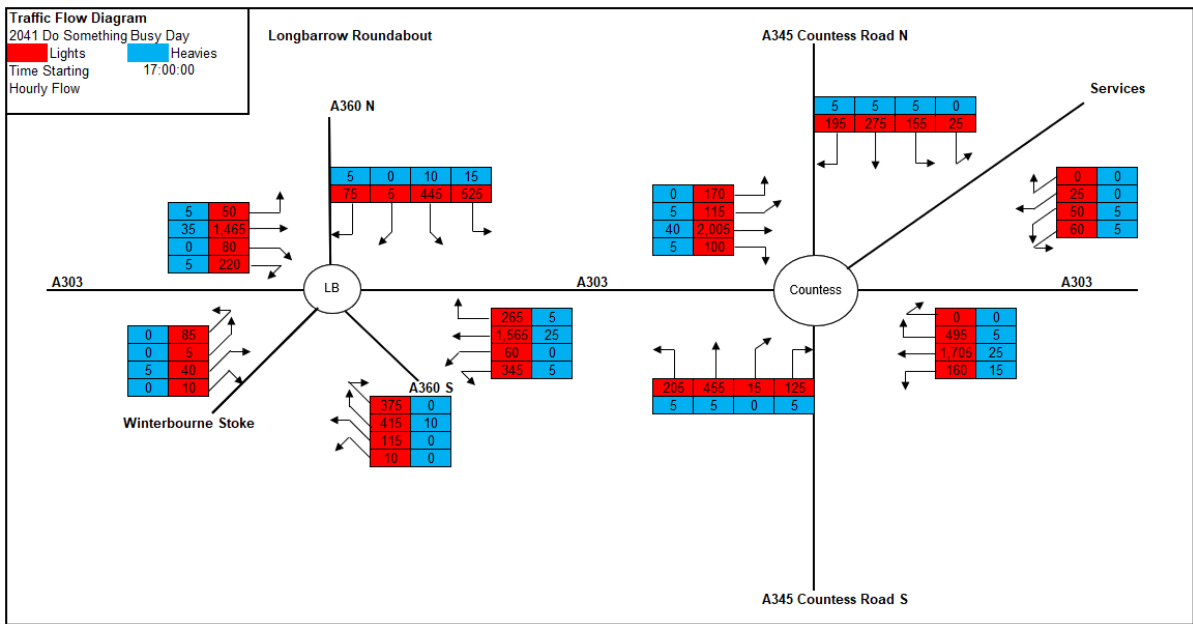 Traffic Flow Diagram
2041 Do Something Busy Day
Lights Heavies
Time Starting 17:00:00
Hourly Flow
Longbarrow Roundabout
A345 Countess Road N
Services
A360 N
5 5 5 0
195 275 155 25
5 0 10 15
75 5 445 525
0 0
25 0
50 5
60 5
0 170
5 115
40 2,005
5 100
5 50
35 1,465
0 80
5 220
A303
LB
A303
Countess
A303
265 5
1,565 25
60 0
345 5
0 0
495 5
1,705 25
160 15
0 85
0 5
5 40
0 10
205 455 15 125
5 5 0 5
A360 S
375 0
415 10
115 0
10 0
Winterbourne Stoke
A345 Countess Road S